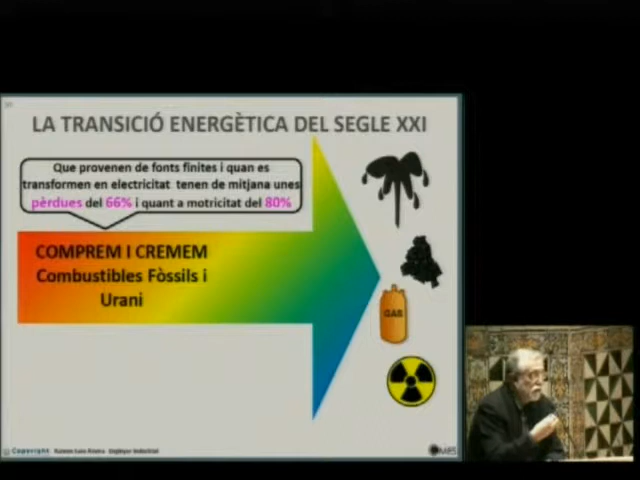 LA TRANSICIÓ ENERGÈTICA DEL SEGLE XXI
Que provenen de fonts finites i quan es
transformen en electricitat tenen de mitjana unes
pèrdues del 66% i quant a motricitat del 80%
COMPREM I CREMEM
Combustibles Fòssils i
Urani
GAS
Copyright